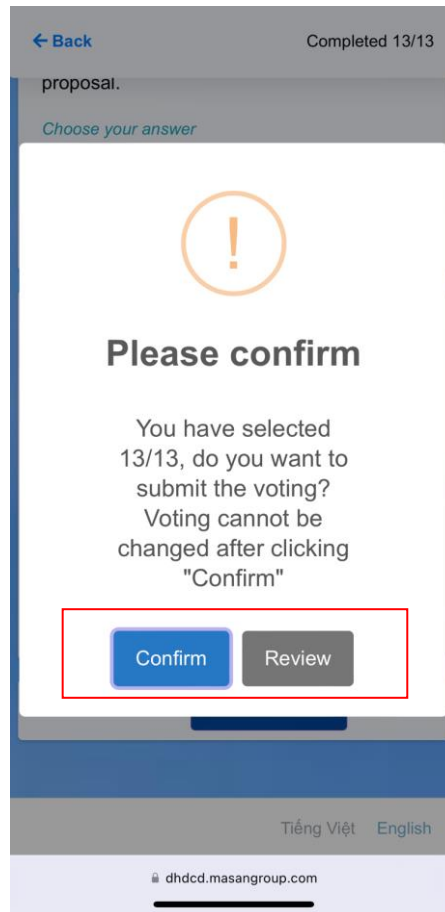 ← Back Completed 13/13
proposal.
Choose your answer
!
Please confirm
You have selected
13/13, do you want to
submit the voting?
Voting cannot be
changed after clicking
"Confirm"
Confirm Review
Tiếng Việt English
dhdcd.masangroup.com